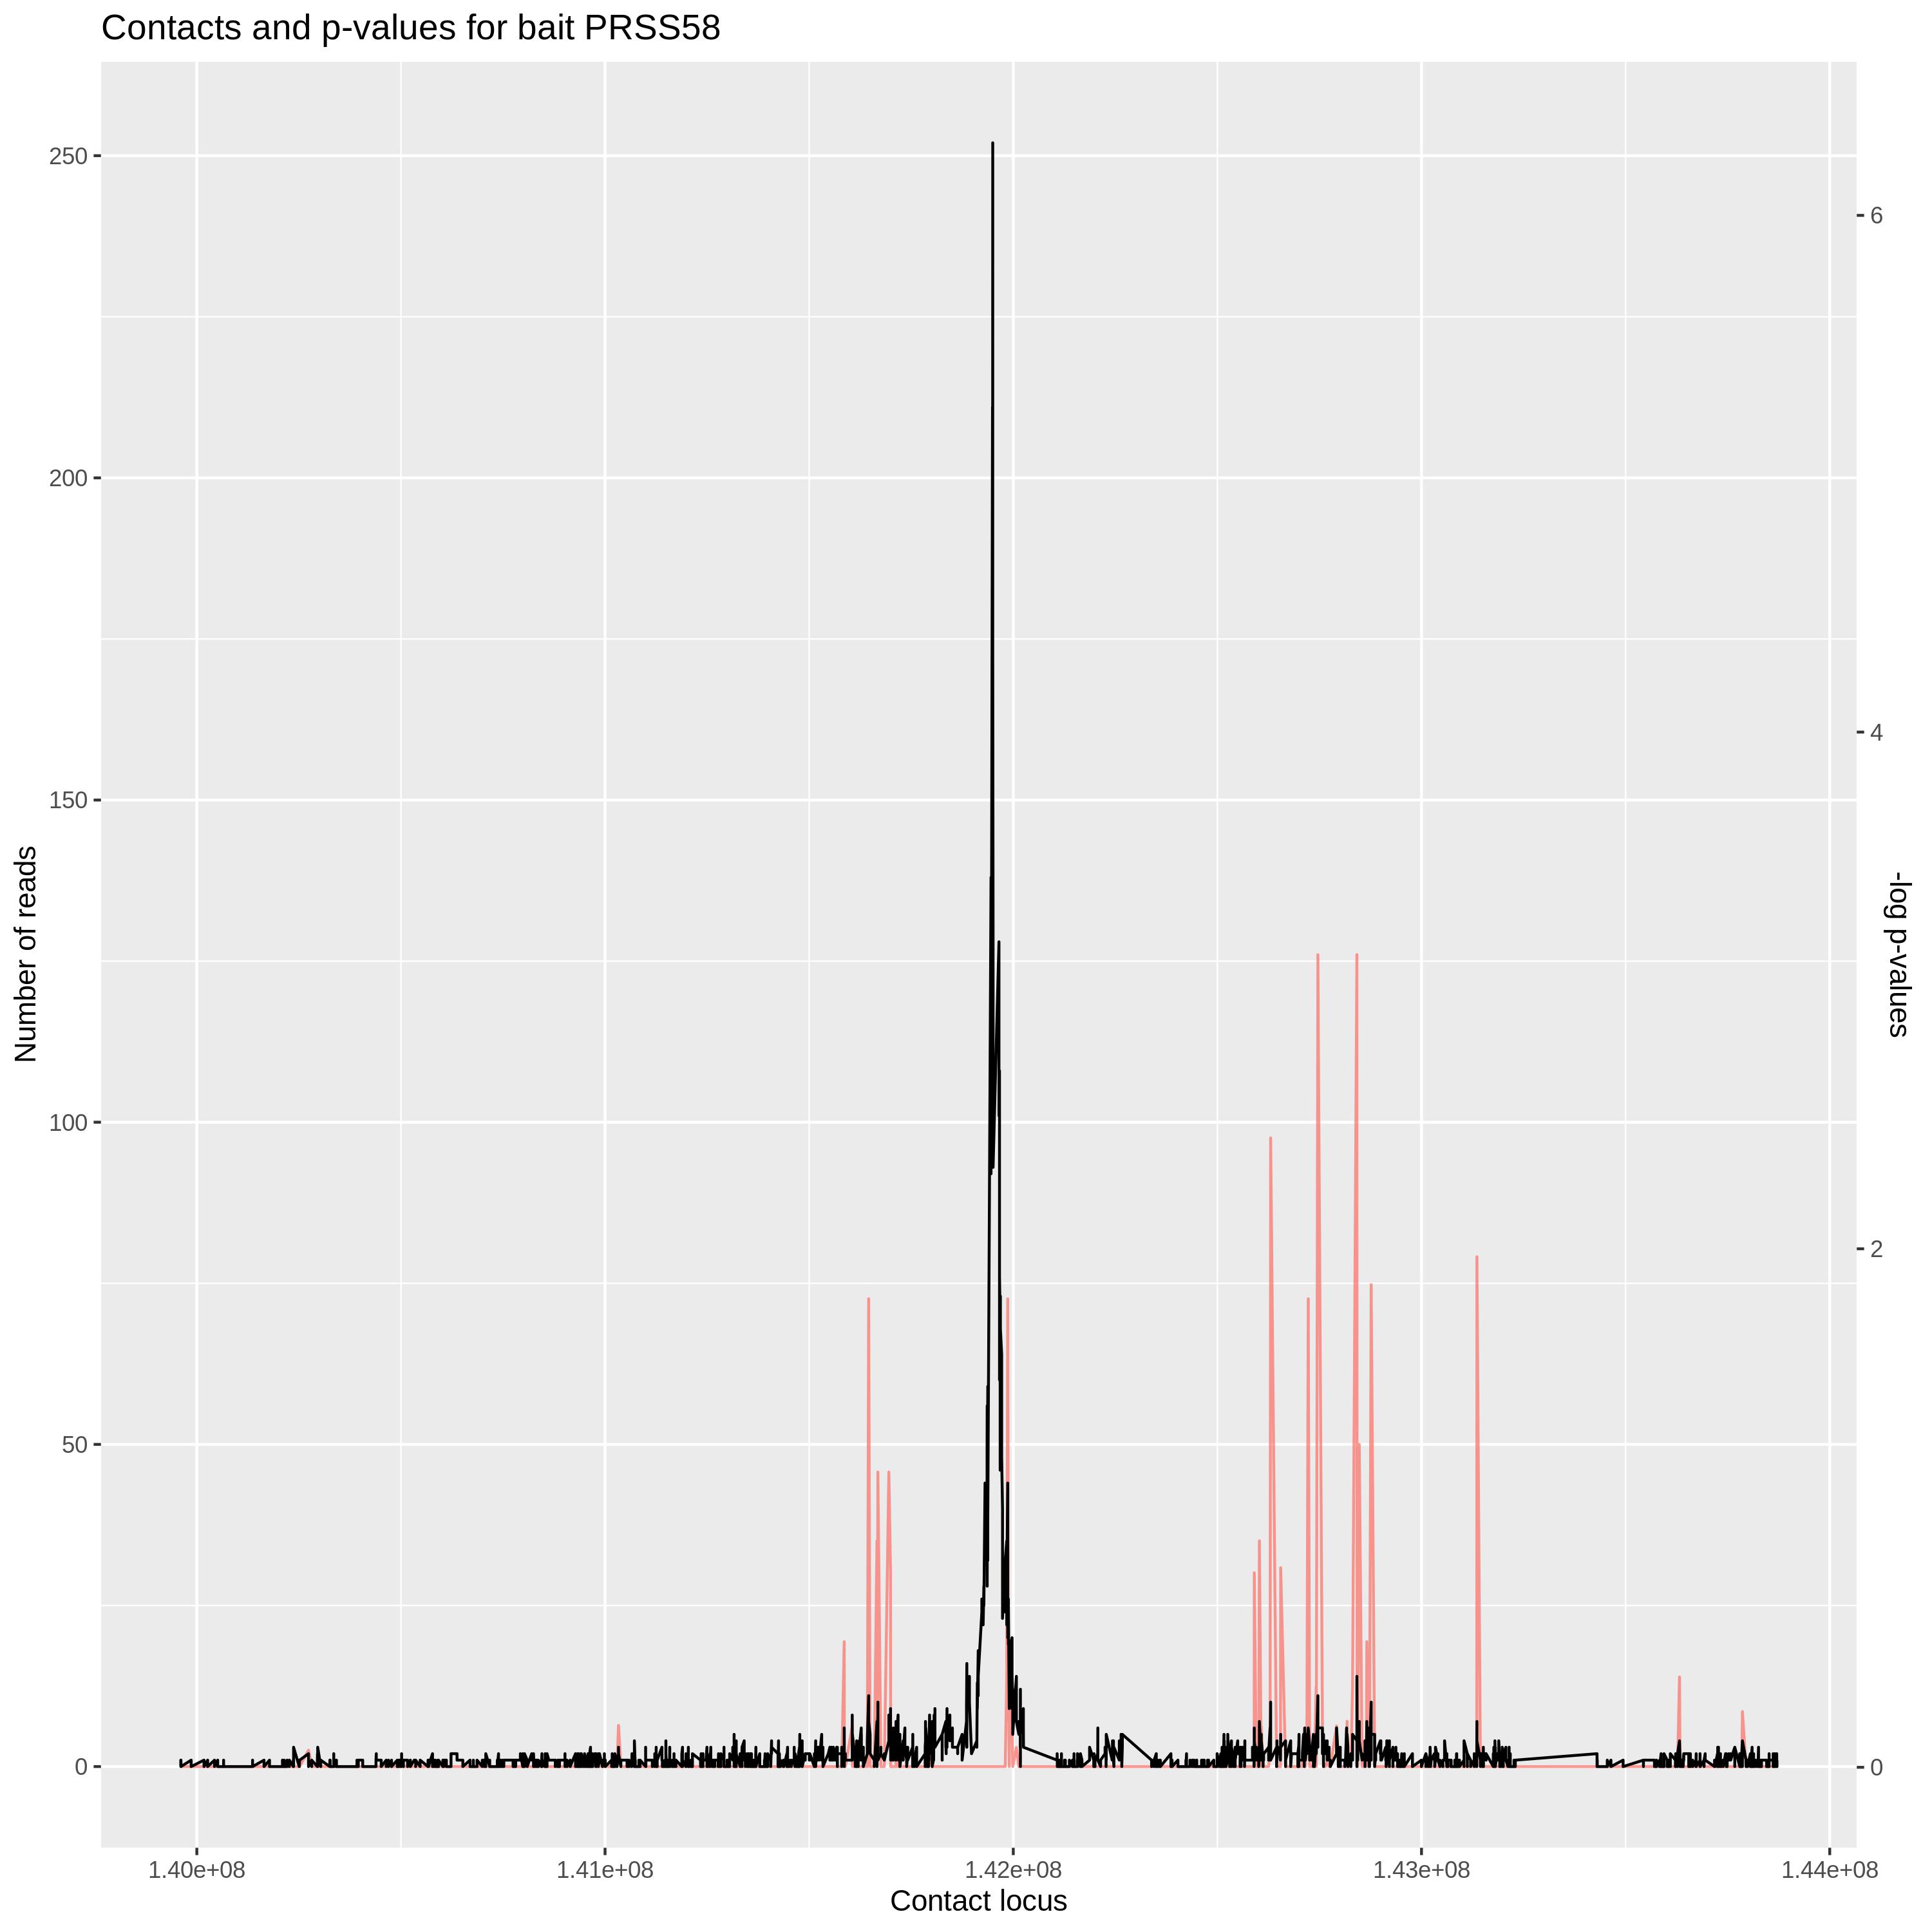 Contacts and p-values for bait PRSS58
250
200
150
100
50
0
Number of reads
6
4
2
0
-log p-values
1.40e+08
1.41e+08
1.42e+08
1.43e+08
1.44e+08
Contact locus